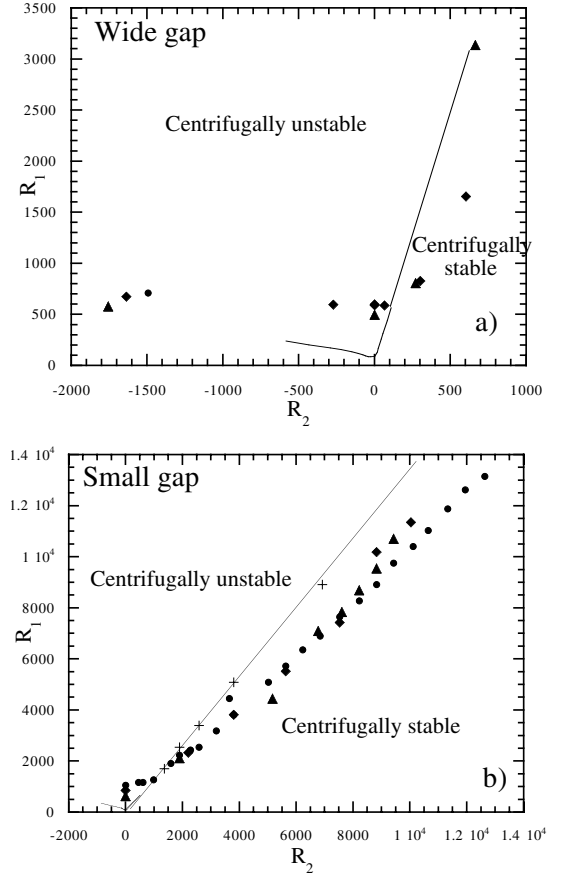 Wide gap
3500
3000
2500
2000
1500
1000
500
0
R1
Centrifugally unstable
Centrifugally
stable
a)
-2000 -1500 -1000 -500 0 500 1000
R2
Small gap
1.4 10^4
1.2 10^4
1 10^4
8000
6000
4000
2000
0
R1
Centrifugally unstable
Centrifugally stable
b)
-2000 0 2000 4000 6000 8000 1 10^4 1.2 10^4 1.4 10^4
R2